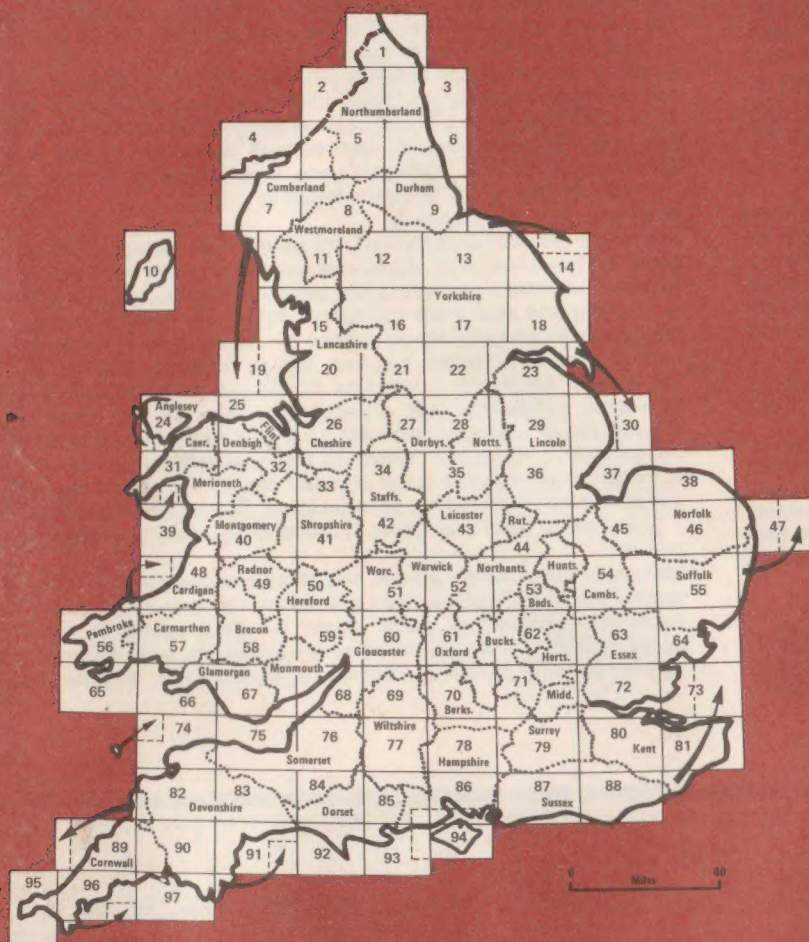 1
2 3
Northumberland
4 5 6
Cumberland Durham
7 8 9
Westmoreland
10 11 12 13 14
Yorkshire
15 16 17 18
Lancashire
19 20 21 22 23
Anglesey 25
24 Caer. Denbigh Flint 26 27 28 29 30
Cheshire Derbys. Notts. Lincoln
31 32 33 34 35 36 37 38
Merioneth Staffs.
39 Montgomery Shropshire 42 Leicester Rut. 45 Norfolk 47
40 41 43 46
44
48 Radnor 50 Worc. Warwick Northants. Hunts. 54 Suffolk
Cardigan 49 Hereford 51 52 53 Cambs. 55
Beds.
Pembroke Carmarthen Brecon 59 60 61 Bucks. 62 63 64
56 57 58 Gloucester Oxford Herts. Essex
Monmouth
65 66 Glamorgan 67 68 69 70 71 Midd. 72 73
Berks.
74 75 76 Wiltshire 78 Surrey 80 81
Somerset 77 Hampshire 79 Kent
82 83 84 85 86 87 88
Devonshire Dorset Sussex
89 90 91 92 93 94
Cornwall
95 96 97
0 60
Miles